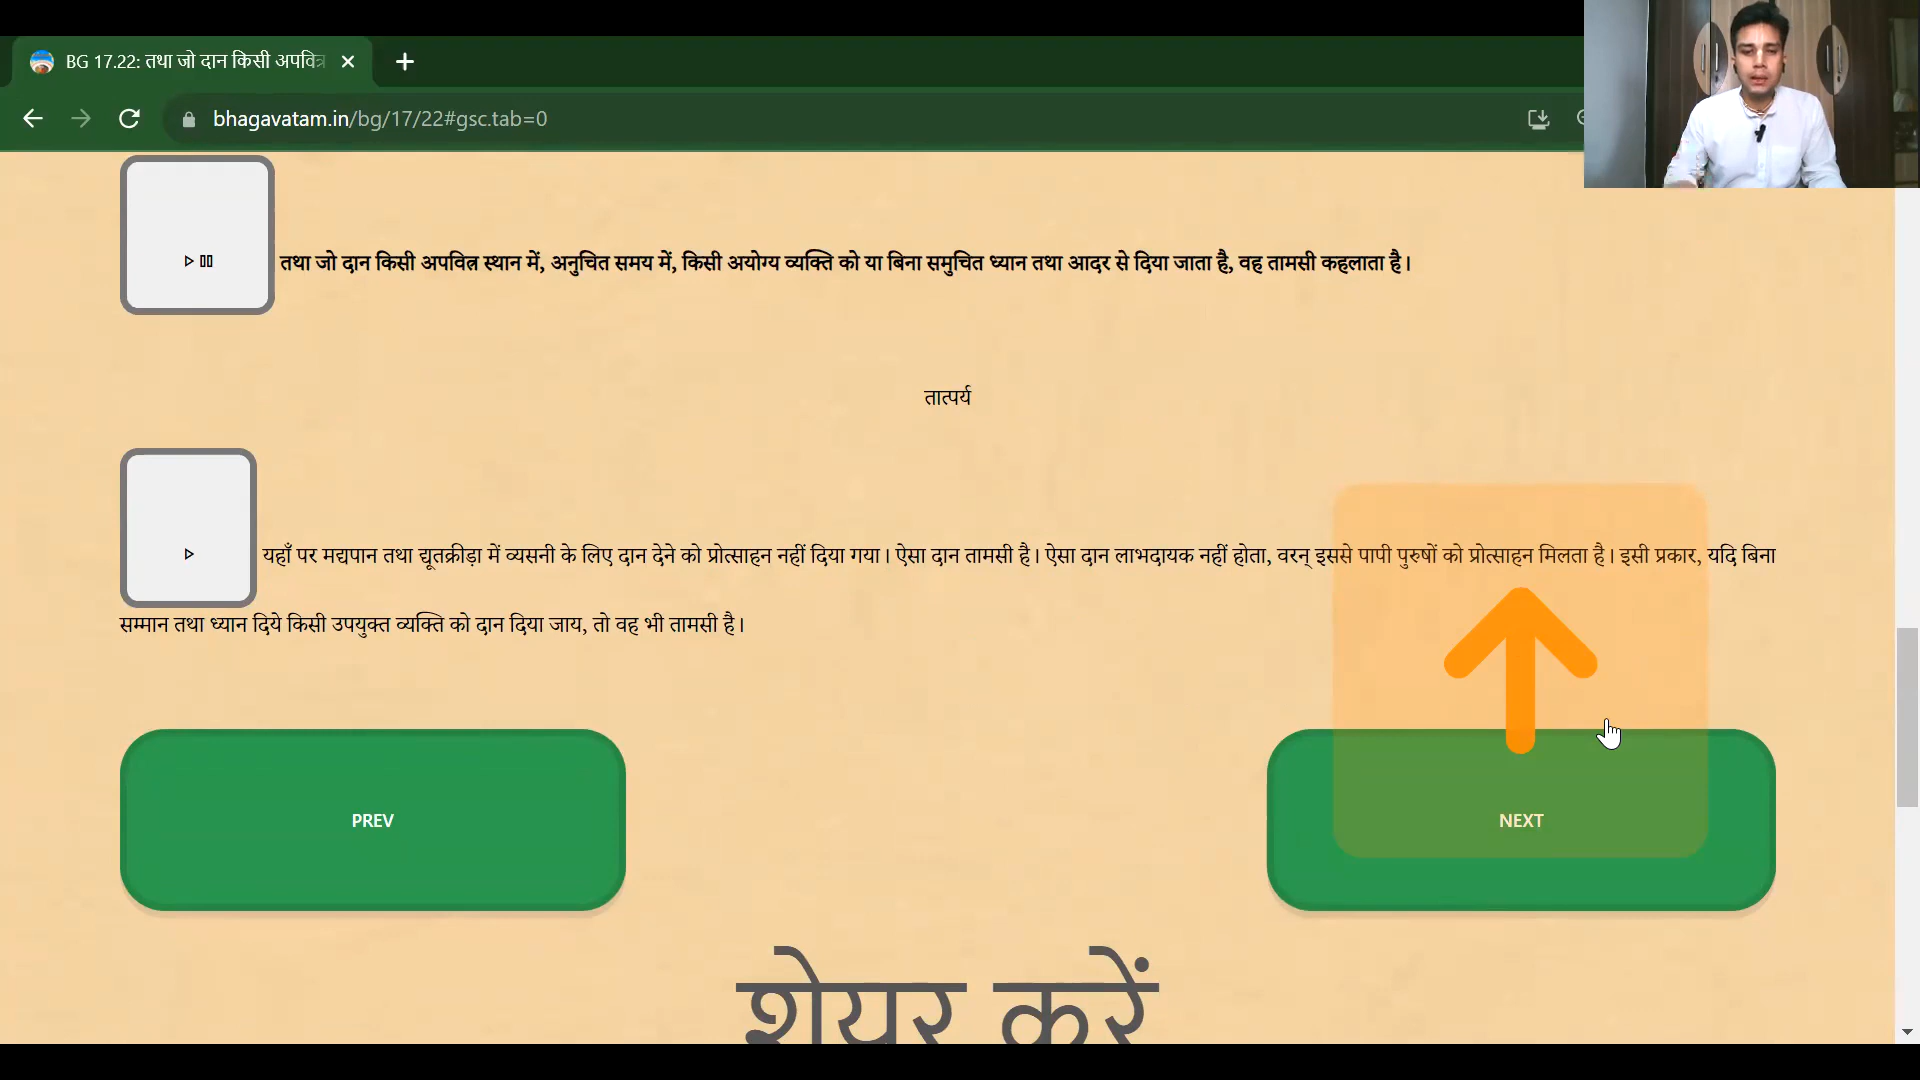 BG 17.22: तथा जो दान किसी अपवित्र
bhagavatam.in/bg/17/22#gsc.tab=0
तथा जो दान किसी अपवित्र स्थान में, अनुचित समय में, किसी अयोग्य व्यक्ति को या बिना समुचित ध्यान तथा आदर से दिया जाता है, वह तामसी कहलाता है।
तात्पर्य
यहाँ पर मद्यपान तथा द्यूतक्रीड़ा में व्यसनी के लिए दान देने को प्रोत्साहन नहीं दिया गया। ऐसा दान तामसी है। ऐसा दान लाभदायक नहीं होता, वरन् इससे पापी पुरुषों को प्रोत्साहन मिलता है। इसी प्रकार, यदि बिना
सम्मान तथा ध्यान दिये किसी उपयुक्त व्यक्ति को दान दिया जाय, तो वह भी तामसी है।
PREV
NEXT
शेयर करें